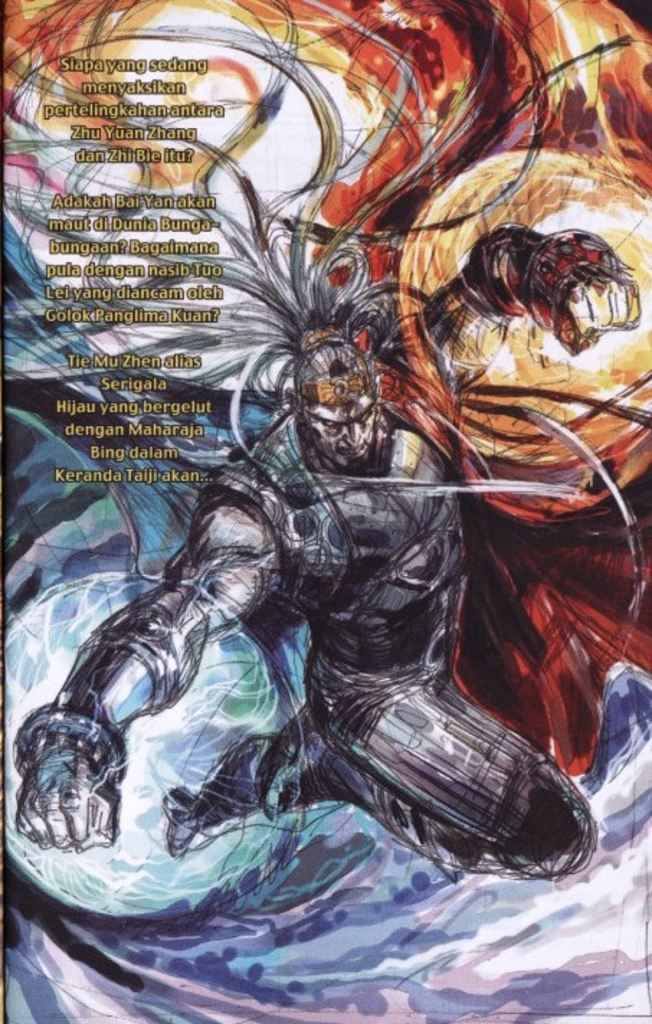 Siapa yang sedang
menyaksikan
pertelingkahan antara
Zhu Yuan Zhang
dan Zhi Bie itu?
Adakah Bai Yan akan
maut di Dunia Bunga-
bungaan? Bagaimana
pula dengan nasib Tuo
Lei yang diancam oleh
Golok Panglima Kuan?
Tie Mu Zhen alias
Serigala
Hijau yang bergelut
dengan Maharaja
Bing dalam
Keranda Taiji akan...